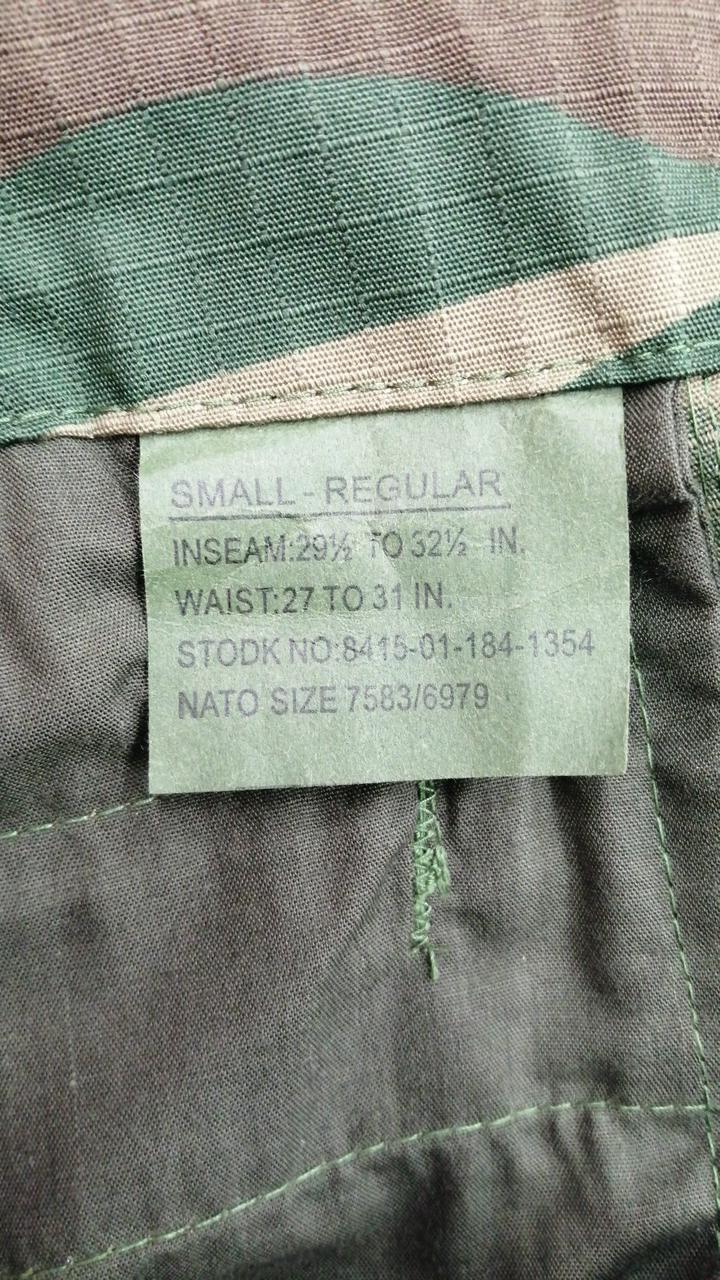 SMALL - REGULAR
INSEAM:29½ TO 32½ IN.
WAIST:27 TO 31 IN.
STODK NO:8415-01-184-1354
NATO SIZE 7583/6979